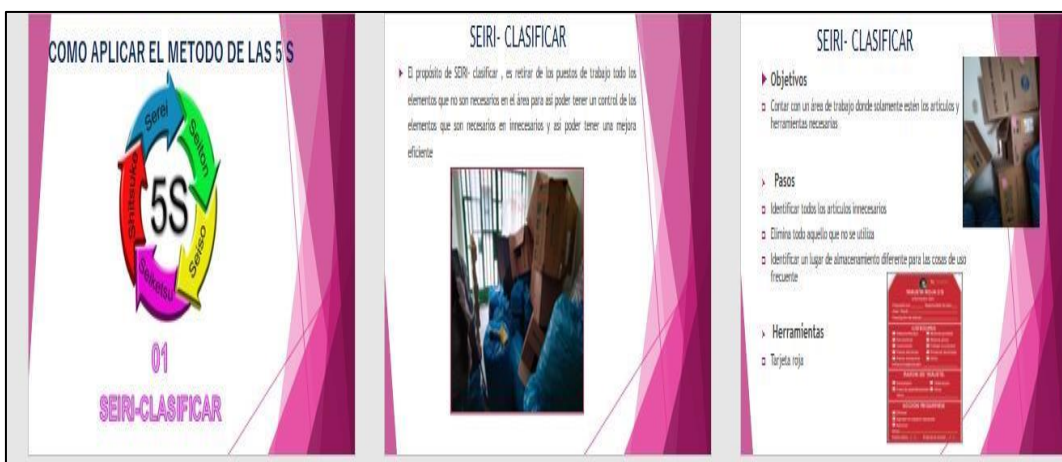 COMO APLICAR EL METODO DE LAS 5 S
Serei
Seiton
Seiso
Seiketsu
Shitsuke
5S
01
SEIRI-CLASIFICAR
SEIRI- CLASIFICAR
El propósito de SEIRI- clasificar , es retirar de los puestos de trabajo todo los
elementos que no son necesarios en el área para asi poder tener un control de los
elementos que son necesarios en innecesarios y asi poder tener una mejora
eficiente
SEIRI- CLASIFICAR
Objetivos
Contar con un área de trabajo donde solamente estén los artículos y
herramientas necesarias
Pasos
Identificar todos los artículos innecesarios
Elimina todo aquello que no se utiliza
Identificar un lugar de almacenamiento diferente para las cosas de uso
frecuente
Herramientas
Tarjeta roja